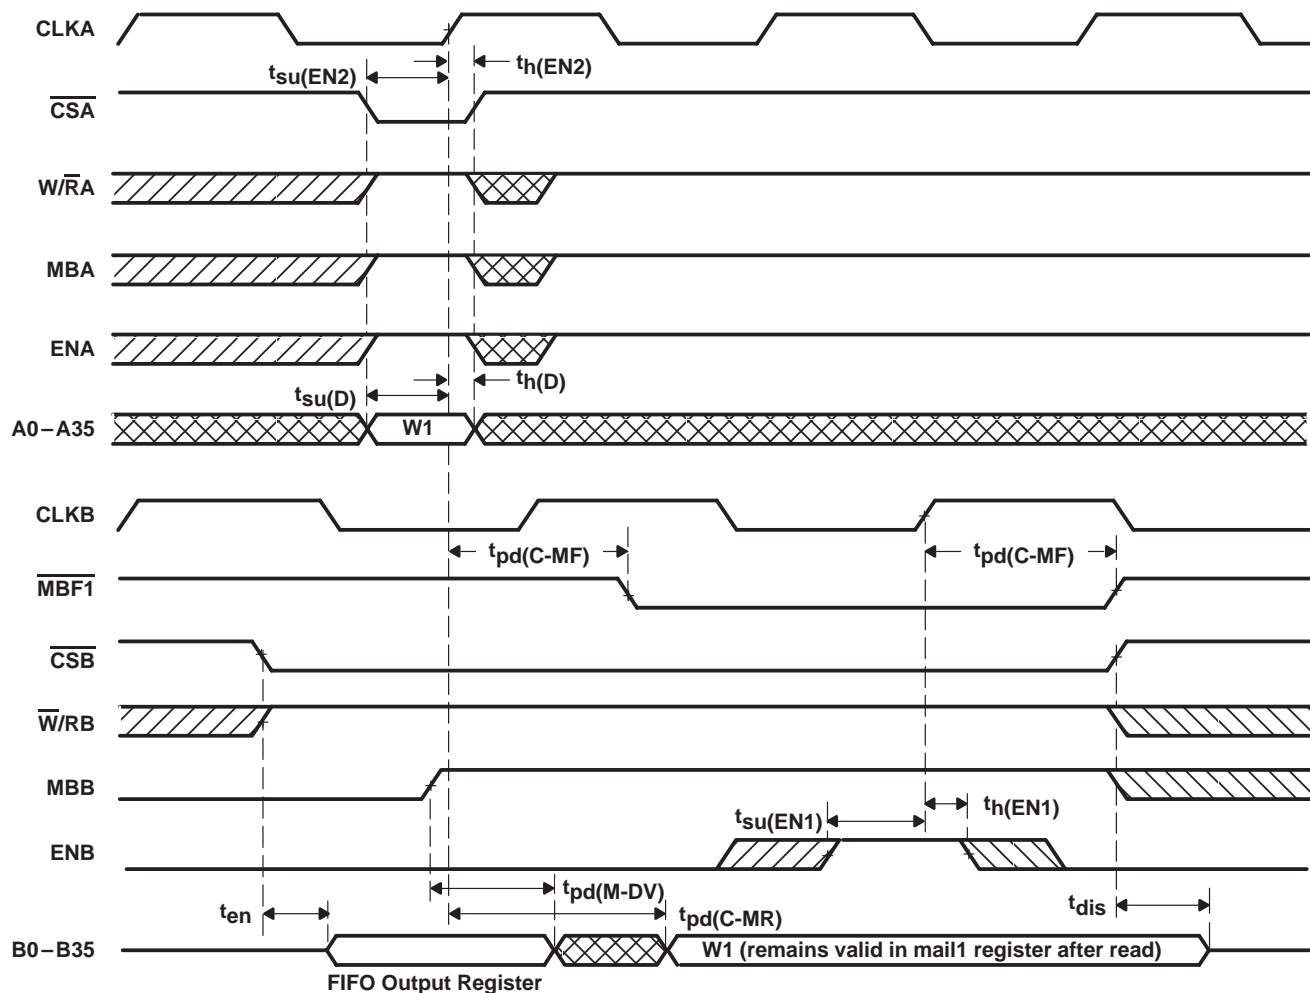 CLKA
tsu(EN2)
th(EN2)
CSA
W/RA
MBA
ENA
tsu(D)
th(D)
A0–A35
W1
CLKB
tpd(C-MF)
tpd(C-MF)
MBF1
CSB
W/RB
MBB
tsu(EN1)
th(EN1)
ENB
ten
tpd(M-DV)
tpd(C-MR)
tdis
B0–B35
W1 (remains valid in mail1 register after read)
FIFO Output Register